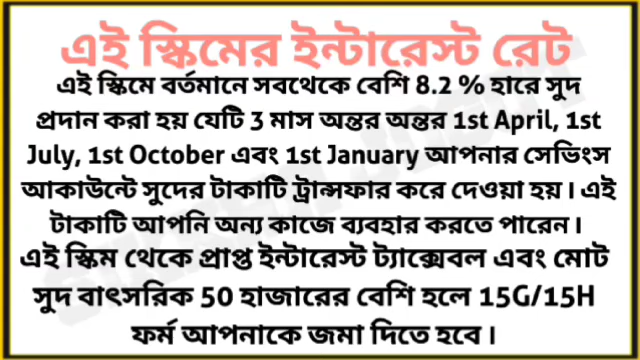 এই স্কিমের ইন্টারেস্ট রেট
এই স্কিমে বর্তমানে সবথেকে বেশি 8.2 % হারে সুদ
প্রদান করা হয় যেটি 3 মাস অন্তর অন্তর 1st April, 1st
July, 1st October এবং 1st January আপনার সেভিংস
আকাউন্টে সুদের টাকাটি ট্রান্সফার করে দেওয়া হয় । এই
টাকাটি আপনি অন্য কাজে ব্যবহার করতে পারেন ।
এই স্কিম থেকে প্রাপ্ত ইন্টারেস্ট ট্যাক্সেবল এবং মোট
সুদ বাৎসরিক 50 হাজারের বেশি হলে 15G/15H
ফর্ম আপনাকে জমা দিতে হবে ।